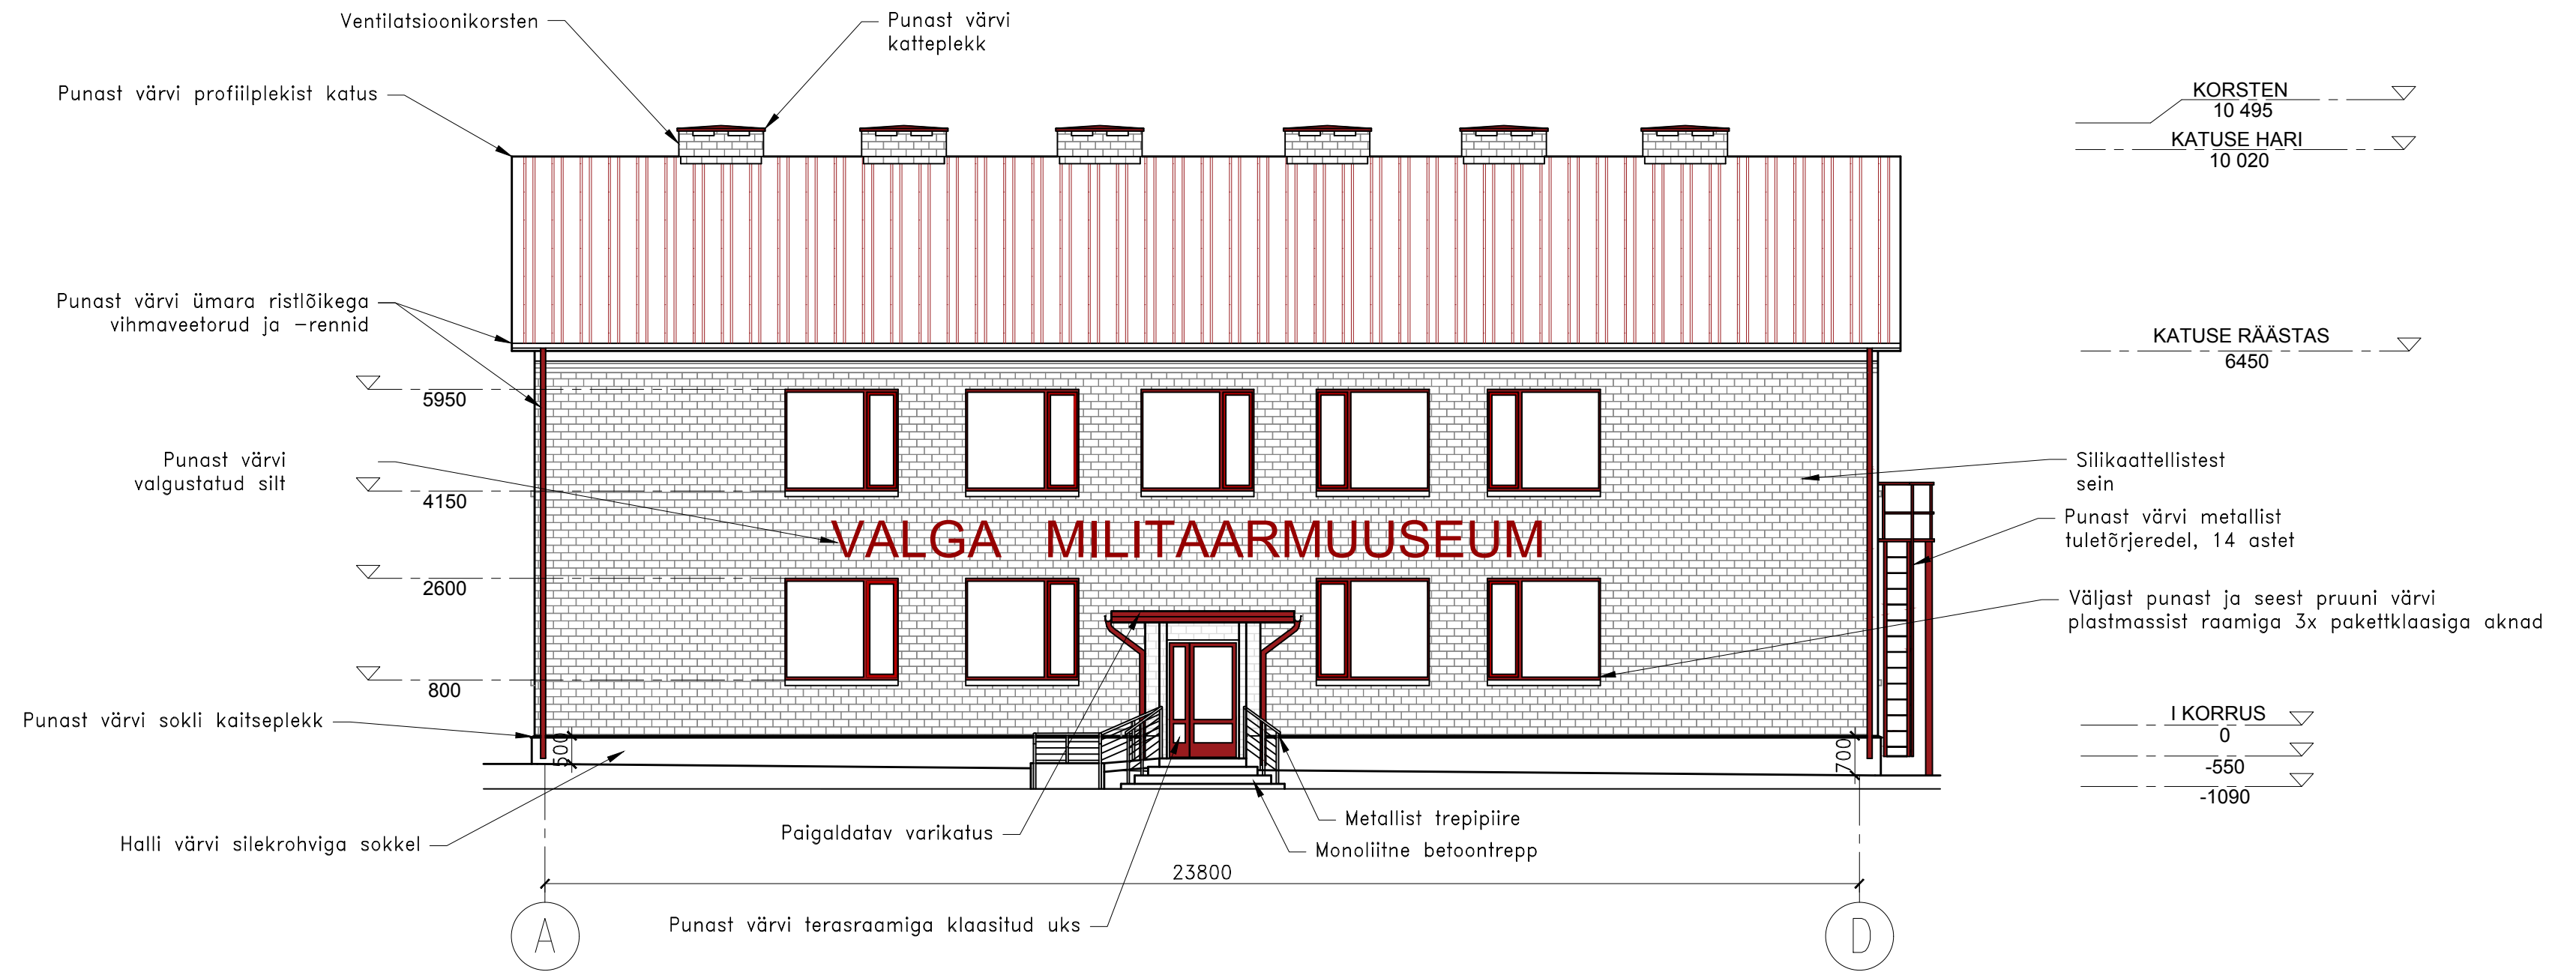 Ventilatsioonikorsten
Punast värvi
katteplekk
Punast värvi profiilplekist katus
KORSTEN
10 495
KATUSE HARI
10 020
Punast värvi ümara ristlõikega
vihmaveetorud ja -rennid
KATUSE RÄÄSTAS
6450
5950
Punast värvi
valgustatud silt
4150
Silikaattellistest
sein
Punast värvi metallist
tuletõrjeredel, 14 astet
VALGA MILITAARMUUSEUM
2600
Väljast punast ja seest pruuni värvi
plastmassist raamiga 3x pakettklaasiga aknad
800
Punast värvi sokli kaitseplekk
I KORRUS
0
-550
-1090
500
700
Halli värvi silekrohviga sokkel
Paigaldatav varikatus
Metallist trepipiire
Monoliitne betoontrepp
23800
Punast värvi terasraamiga klaasitud uks
A
D